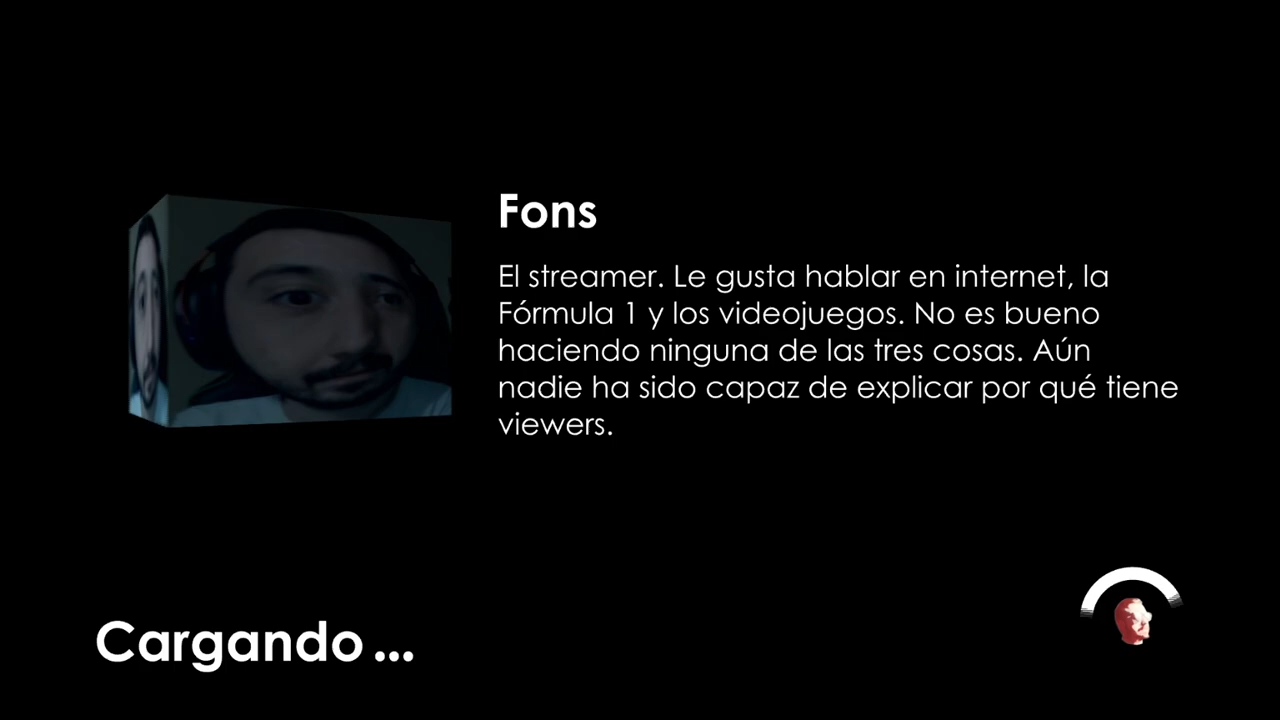 Fons
El streamer. Le gusta hablar en internet, la
Fórmula 1 y los videojuegos. No es bueno
haciendo ninguna de las tres cosas. Aún
nadie ha sido capaz de explicar por qué tiene
viewers.
Cargando ...